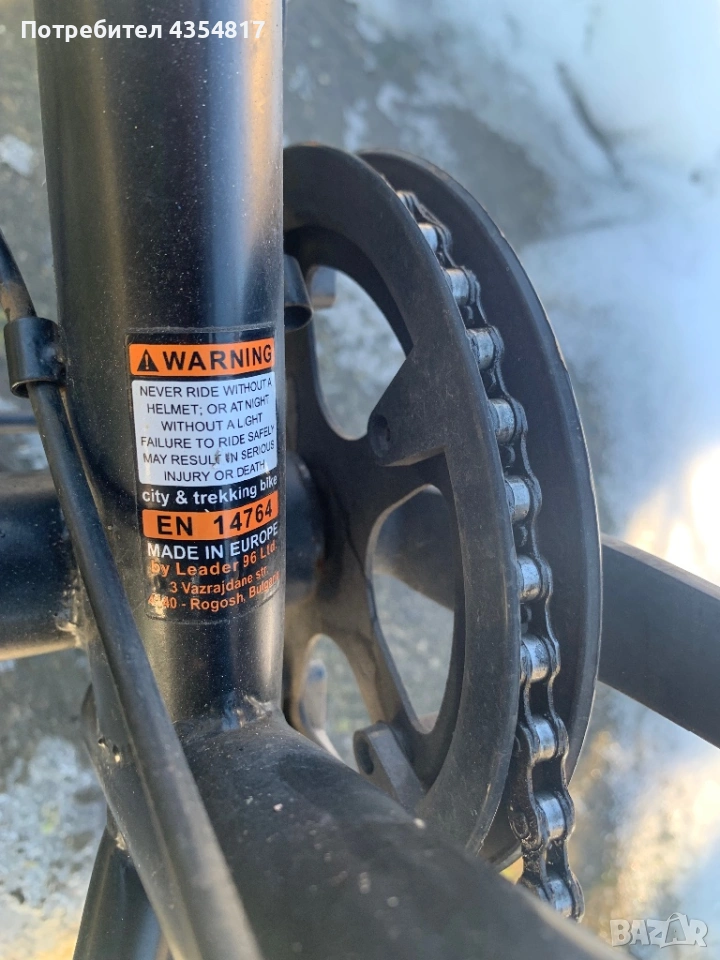 Потребител 4354817
WARNING
NEVER RIDE WITHOUT A
HELMET; OR AT NIGHT
WITHOUT A LIGHT
FAILURE TO RIDE SAFELY
MAY RESULT IN SERIOUS
INJURY OR DEATH
city & trekking bike
EN 14764
MADE IN EUROPE
by Leader 96 Ltd.
3 Vazrajdane str.
Rogosh, Bulgaria
BAZAR